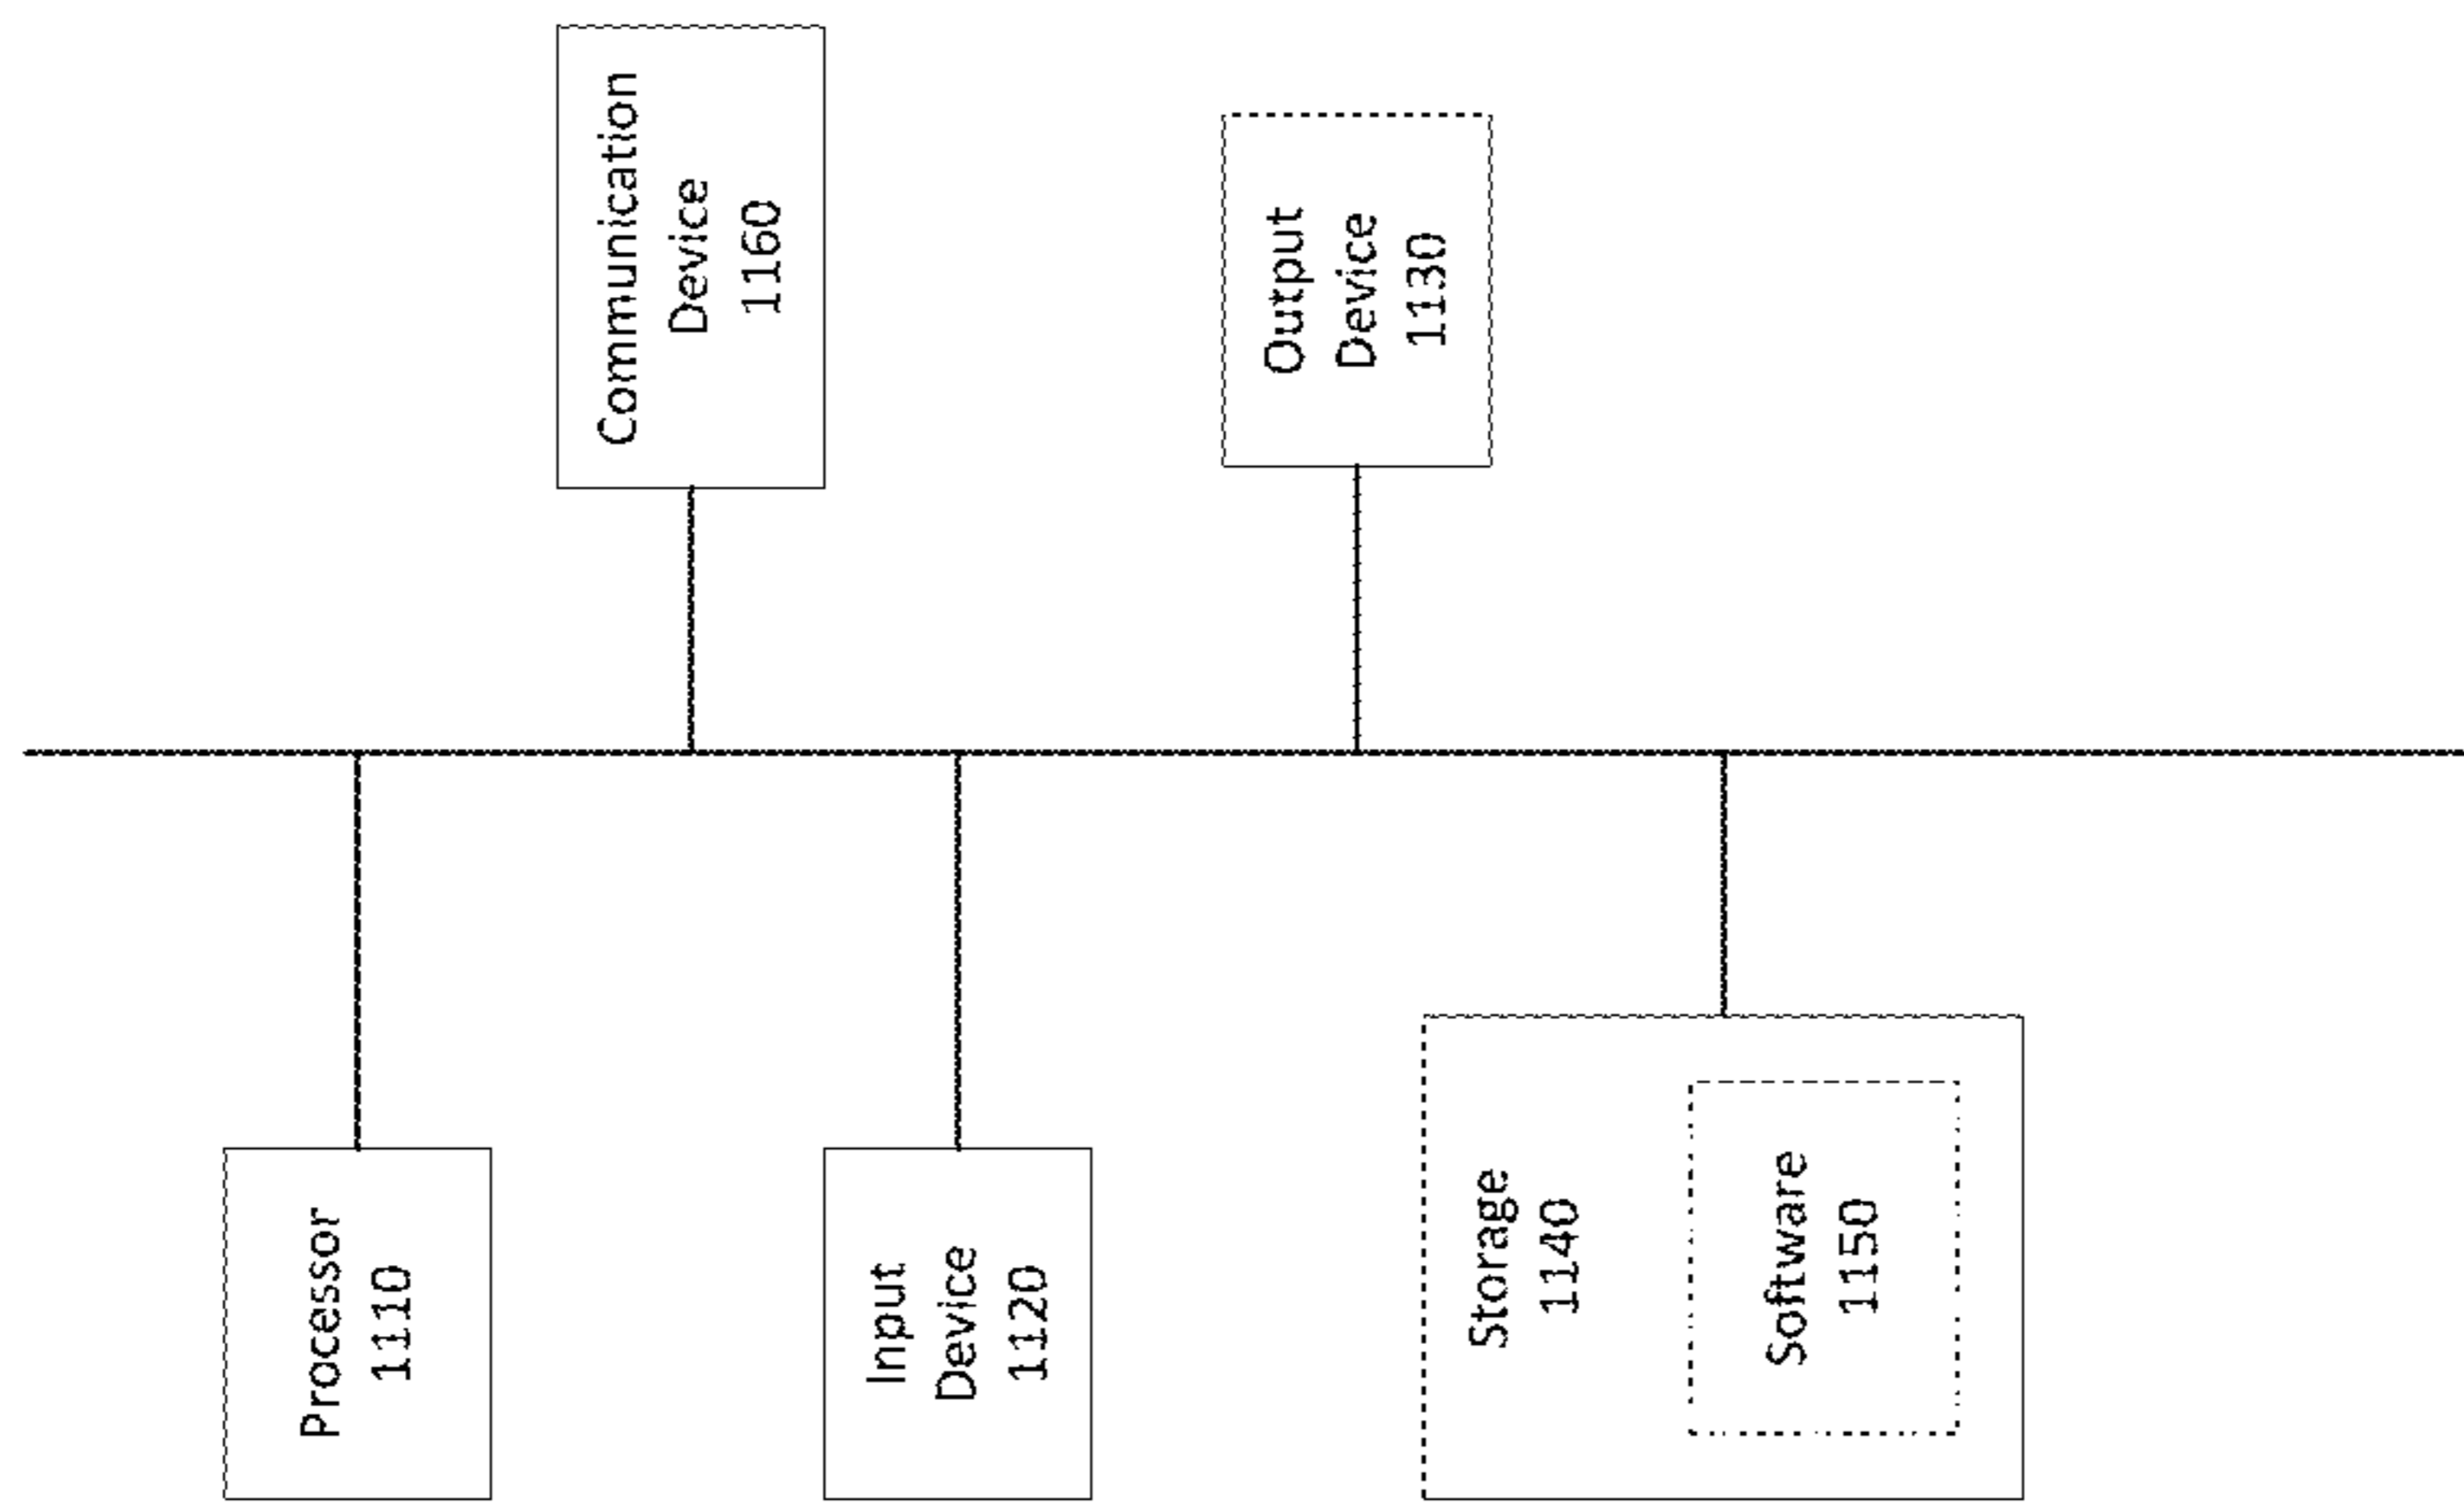 Processor
1110
Communication
Device
1160
Input
Device
1120
Output
Device
1130
Storage
1140
Software
1150